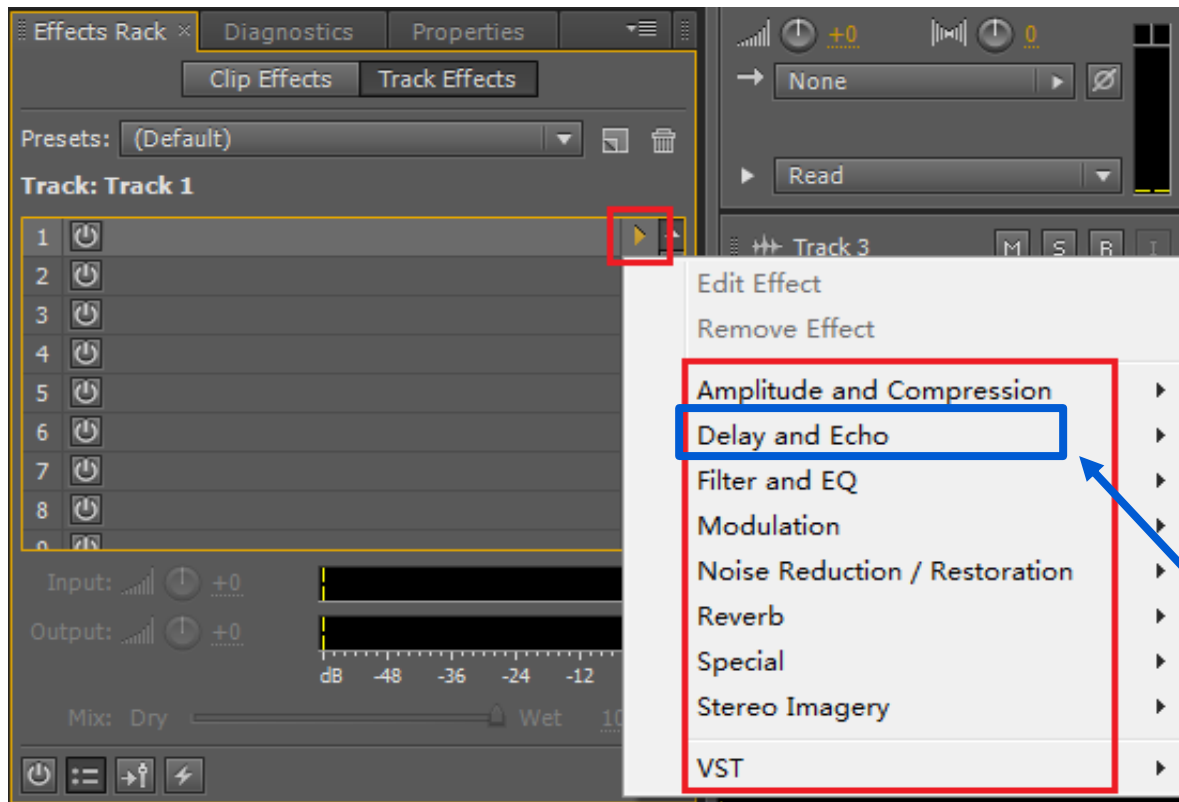 Effects Rack × Diagnostics Properties
Clip Effects Track Effects
Presets: (Default)
Track: Track 1
1
2
3
4
5
6
7
8
9
Input: +0
Output: +0
dB -48 -36 -24 -12
Mix: Dry Wet 10
+0 0
None
Read
Track 3 M S R I
Edit Effect
Remove Effect
Amplitude and Compression
Delay and Echo
Filter and EQ
Modulation
Noise Reduction / Restoration
Reverb
Special
Stereo Imagery
VST